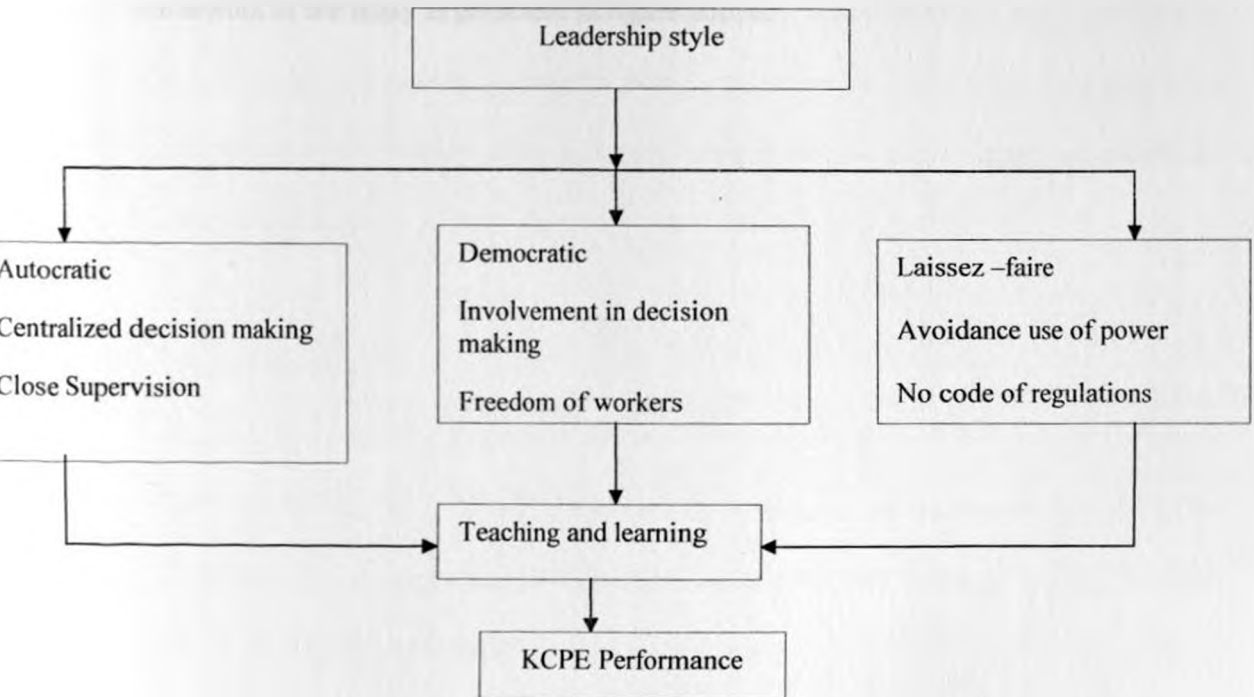 Leadership style
Autocratic
Centralized decision making
Close Supervision
Democratic
Involvement in decision
making
Freedom of workers
Laissez –faire
Avoidance use of power
No code of regulations
Teaching and learning
KCPE Performance